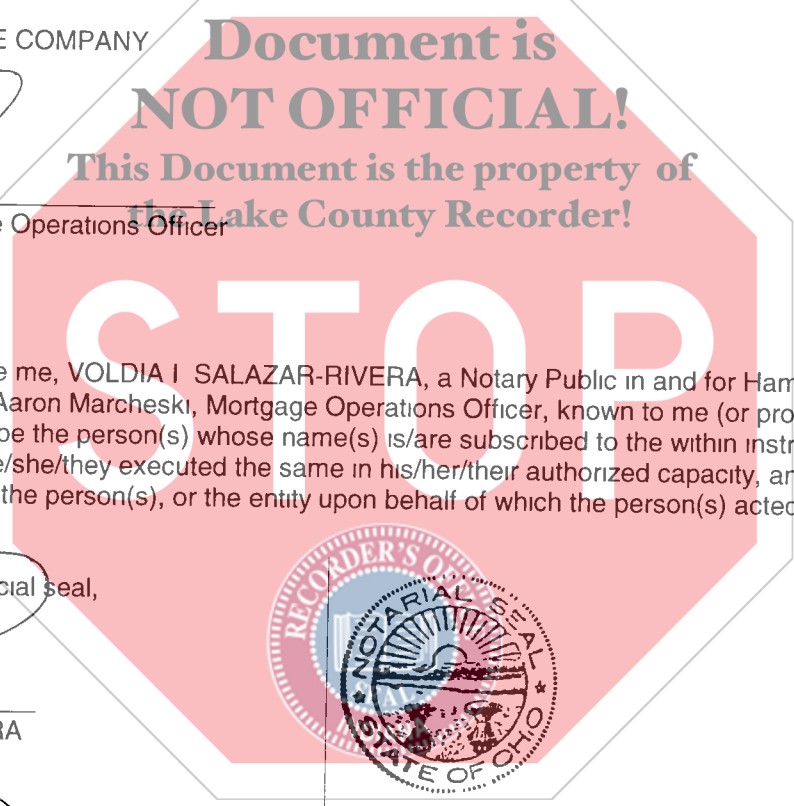 E COMPANY
Document is
NOT OFFICIAL!
This Document is the property of
the Lake County Recorder!
Operations Officer
STOP
e me, VOLDIA I SALAZAR-RIVERA, a Notary Public in and for Ham
Aaron Marcheski, Mortgage Operations Officer, known to me (or pro
be the person(s) whose name(s) is/are subscribed to the within instr
e/she/they executed the same in his/her/their authorized capacity, an
the person(s), or the entity upon behalf of which the person(s) acted
cial seal,
RECORDER'S
SEAL
NOTARIAL SEAL
STATE OF OHIO
RA